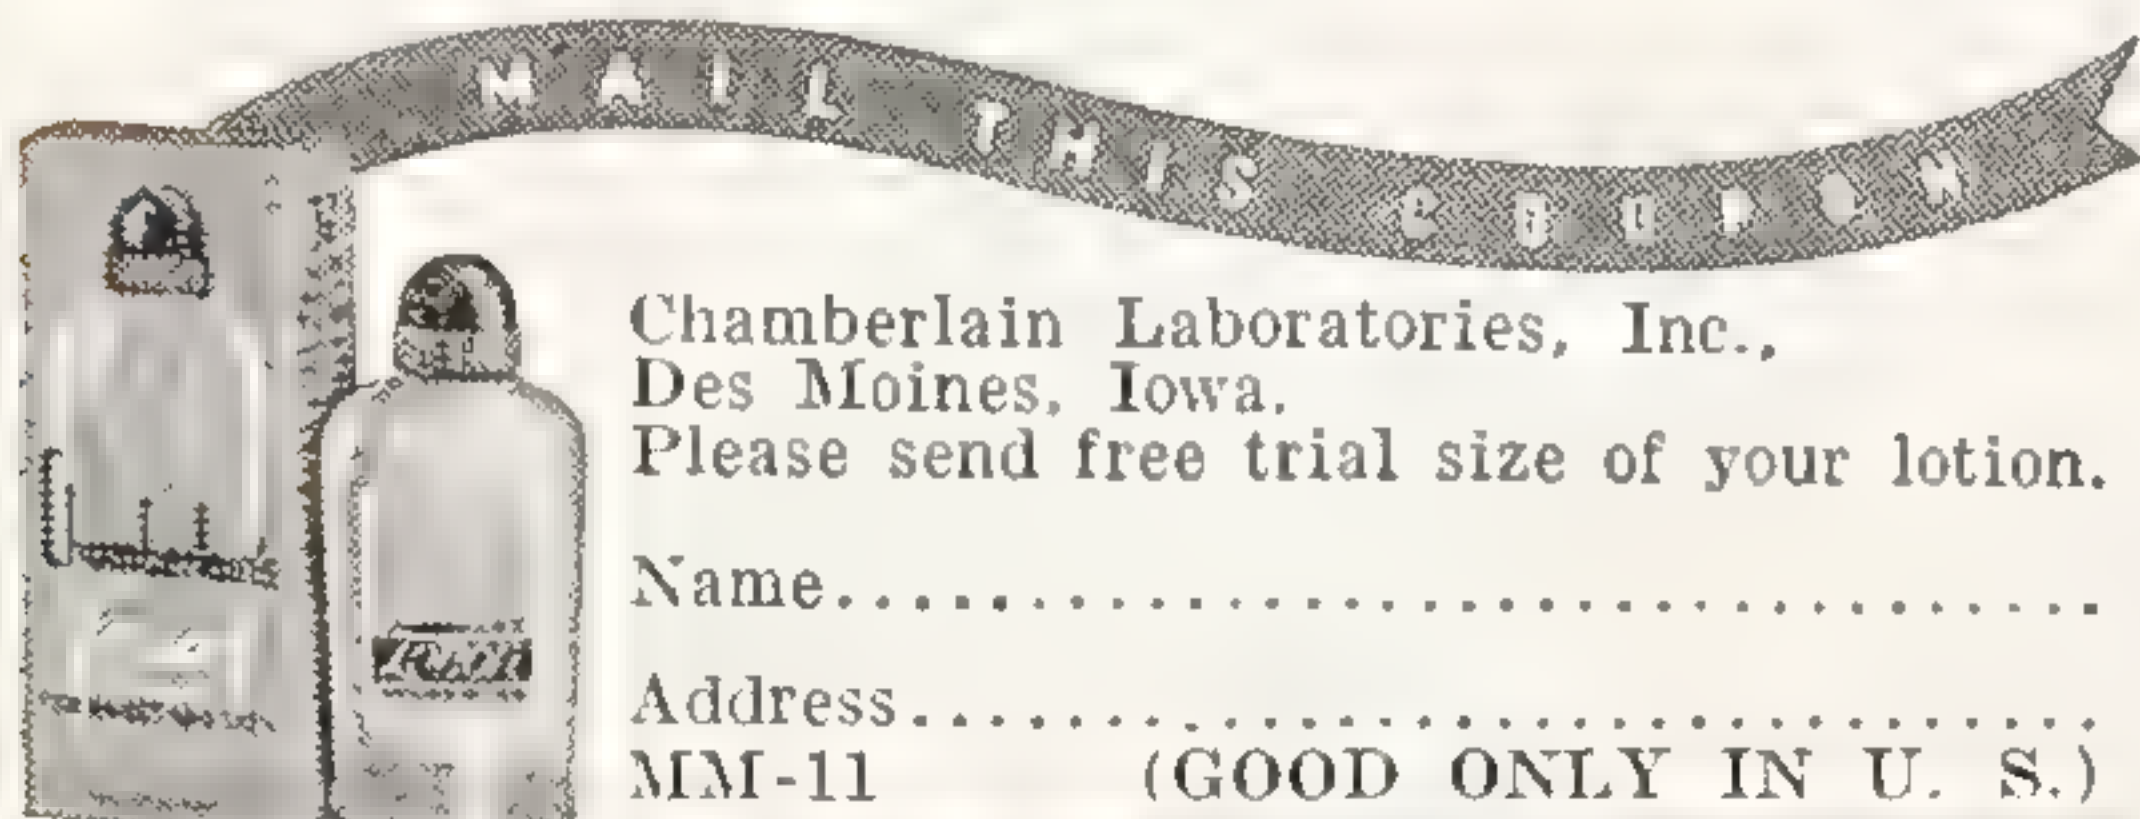 MAIL THIS COUPON
Chamberlain Laboratories, Inc.,
Des Moines, Iowa.
Please send free trial size of your lotion.
Name.................................
Address...............................
MM-11 (GOOD ONLY IN U. S.)